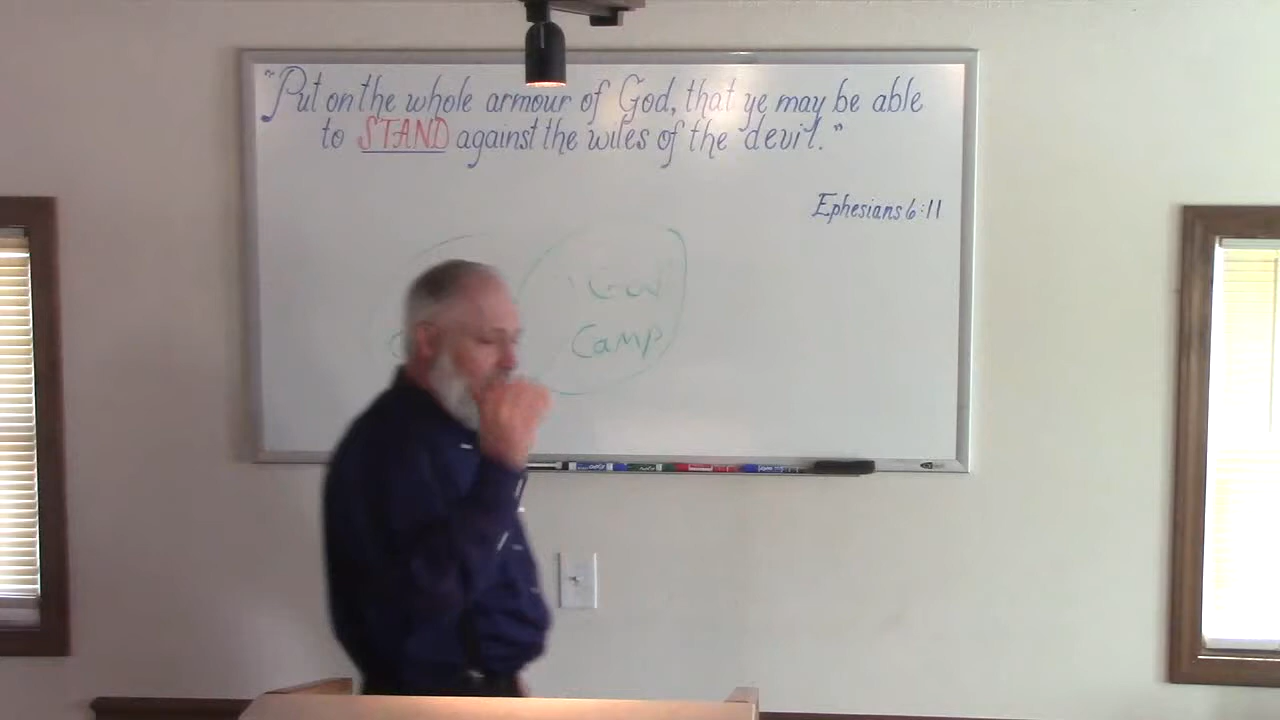 "Put on the whole armour of God, that ye may be able
to STAND against the wiles of the devil."
Ephesians 6:11
Camp